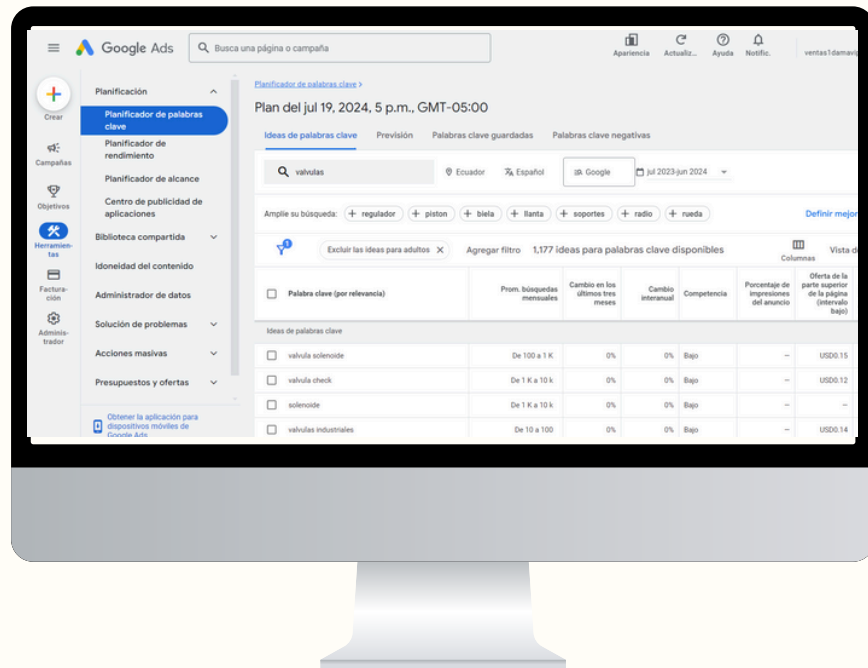 Google Ads
Busca una página o campaña
Apariencia
Actualiz...
Ayuda
Notific.
Crear
Campañas
Objetivos
Herramien-
tas
Factura-
ción
Adminis-
trador
Planificación
Planificador de palabras
clave
Planificador de
rendimiento
Planificador de alcance
Centro de publicidad de
aplicaciones
Biblioteca compartida
Idoneidad del contenido
Administrador de datos
Solución de problemas
Acciones masivas
Presupuestos y ofertas
Obtener la aplicación para
dispositivos móviles de
Google Ads
Planificador de palabras clave >
Plan del jul 19, 2024, 5 p.m., GMT-05:00
Ideas de palabras clave Previsión Palabras clave guardadas Palabras clave negativas
valvulas Ecuador Español Google jul 2023-jun 2024
Amplíe su búsqueda: + regulador + piston + biela + llanta + soportes + radio + rueda Definir mejor
1 Excluir las ideas para adultos X Agregar filtro 1,177 ideas para palabras clave disponibles Columnas Vista d
Palabra clave (por relevancia)
Prom. búsquedas
mensuales
Cambio en los
últimos tres
meses
Cambio
interanual
Competencia
Porcentaje de
impresiones
del anuncio
Oferta de la
parte superior
de la página
(intervalo
bajo)
Ideas de palabras clave
valvula solenoide De 100 a 1 K 0% 0% Bajo – USD0.15
valvula check De 1 K a 10 k 0% 0% Bajo – USD0.12
solenoide De 1 K a 10 k 0% 0% Bajo – –
valvulas industriales De 10 a 100 0% 0% Bajo – USD0.14